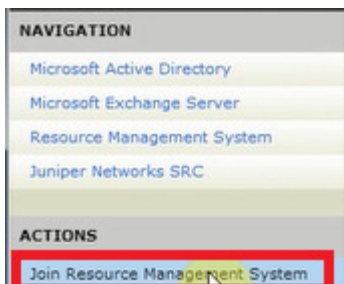 NAVIGATION
Microsoft Active Directory
Microsoft Exchange Server
Resource Management System
Juniper Networks SRC
ACTIONS
Join Resource Management System